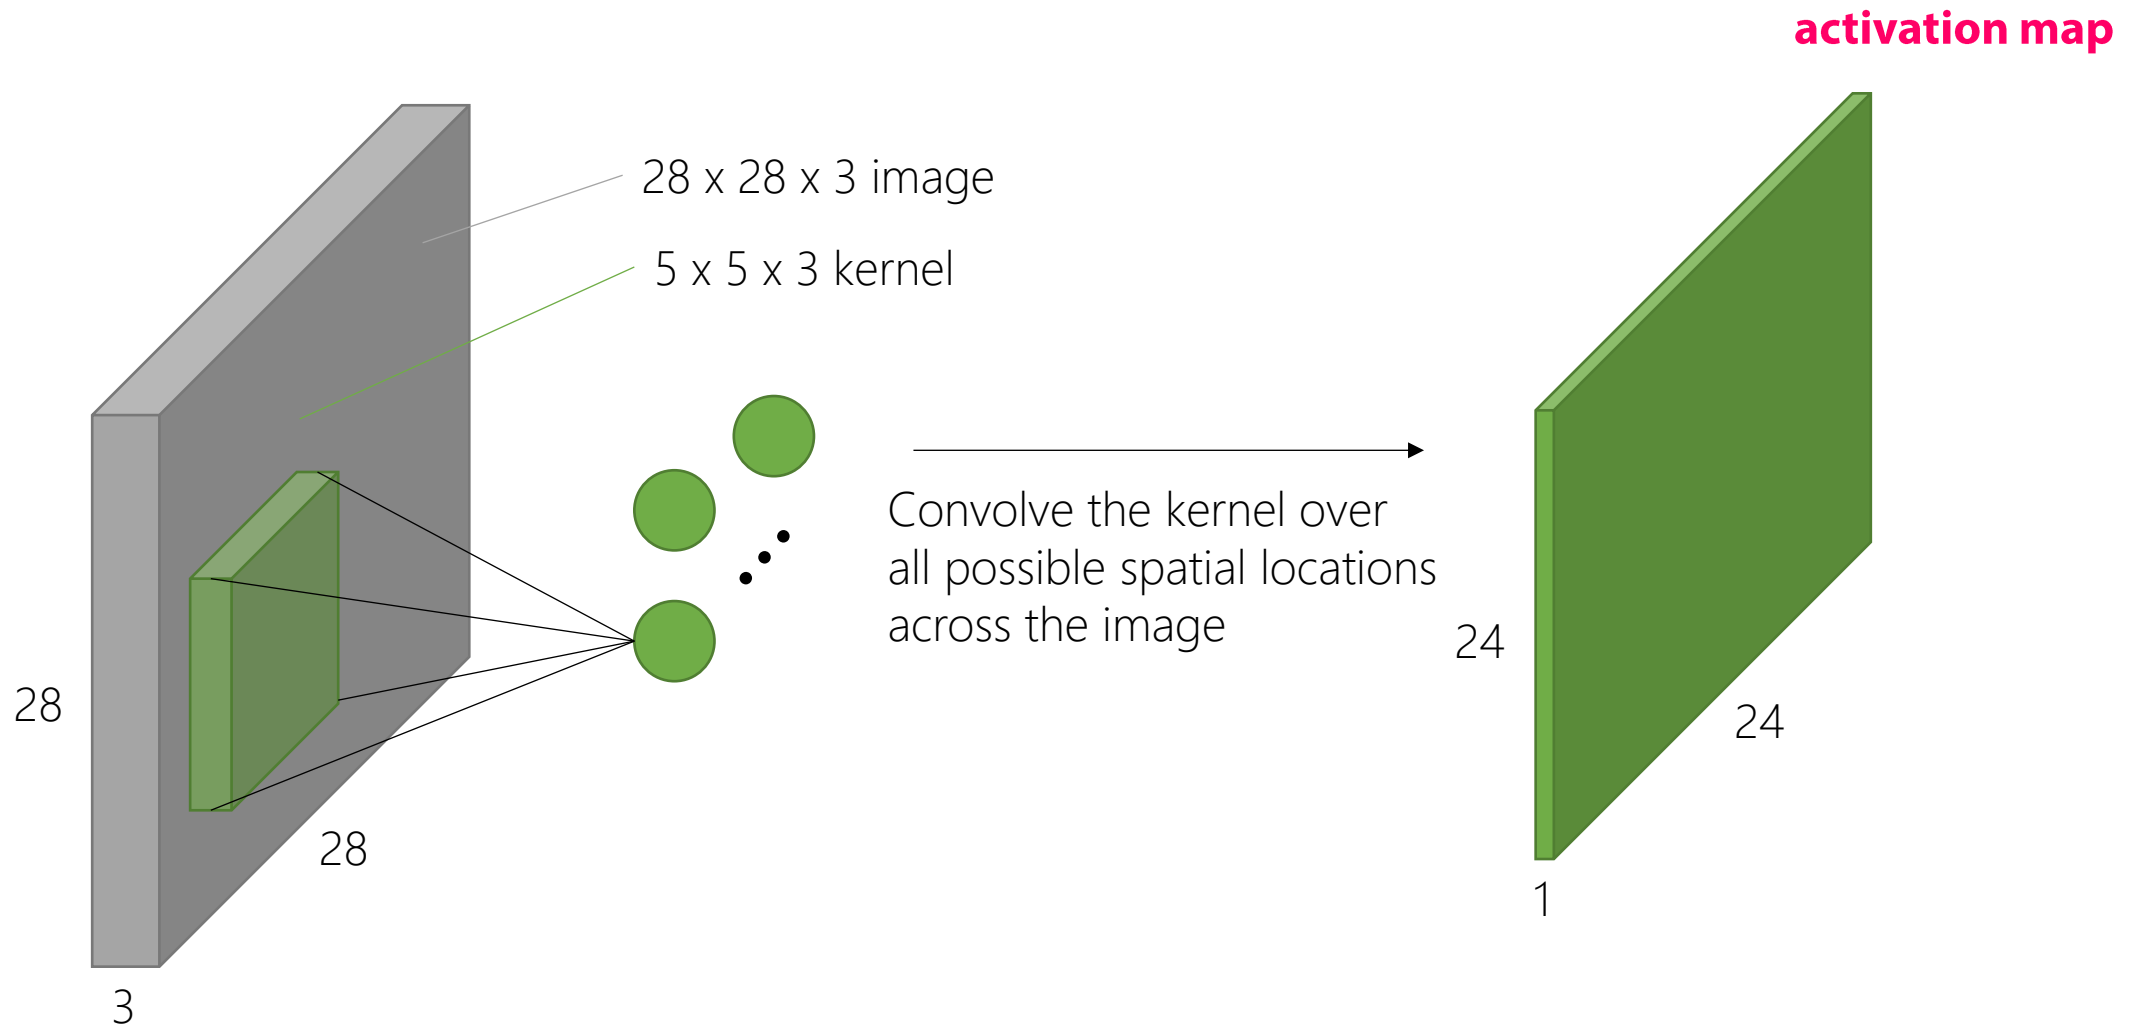 activation map
28 x 28 x 3 image
5 x 5 x 3 kernel
Convolve the kernel over
all possible spatial locations
across the image
28
28
3
24
24
1